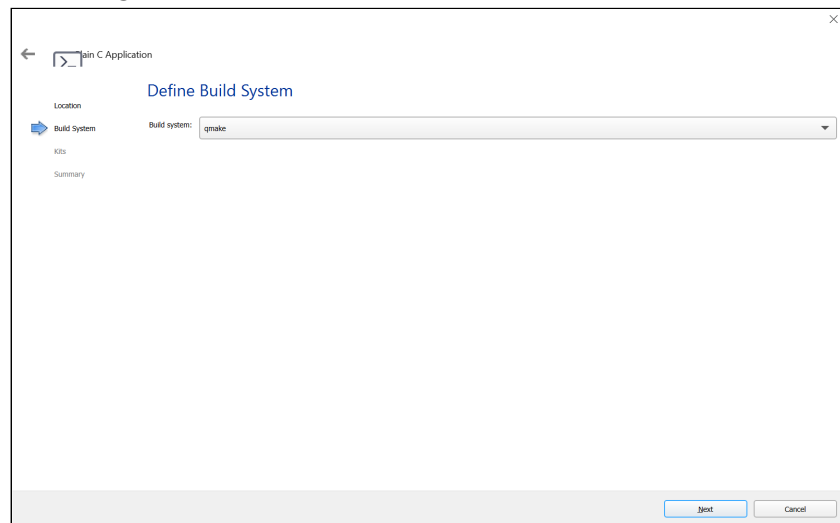 ain C Application
Define Build System
Location
Build System
Kits
Summary
Build system:
qmake
Next
Cancel